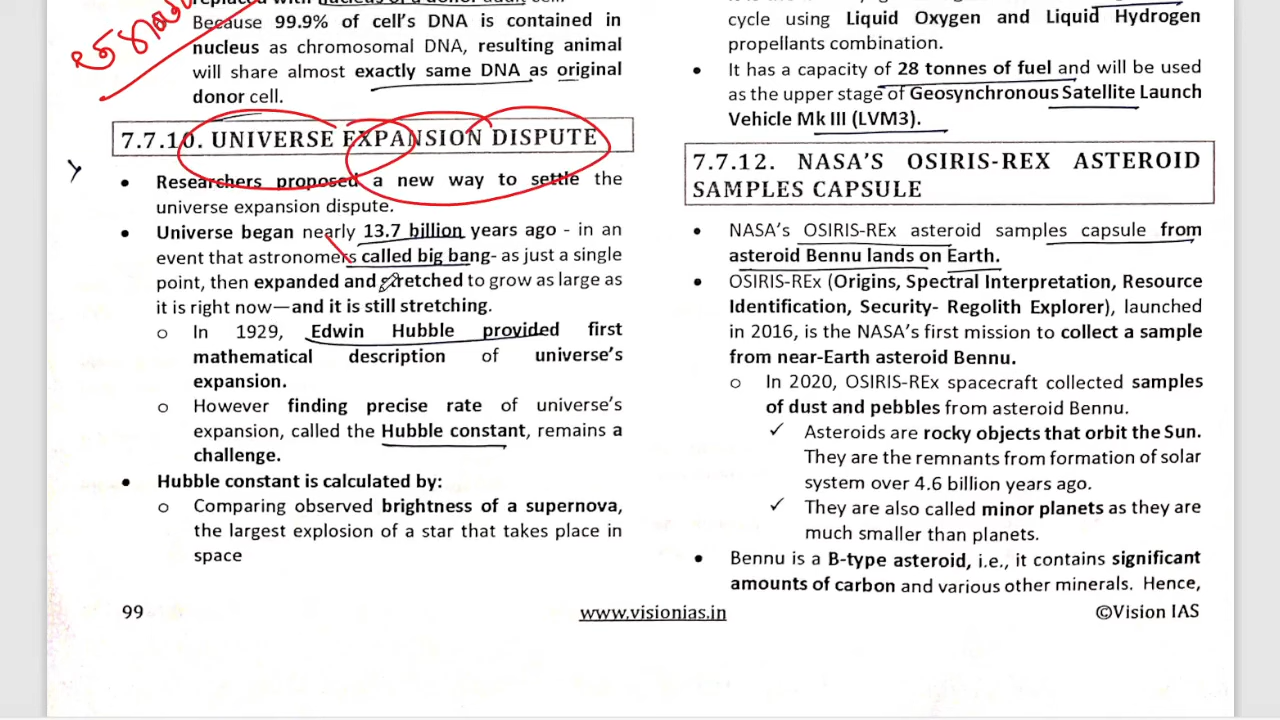 Because 99.9% of cell's DNA is contained in
nucleus as chromosomal DNA, resulting animal
will share almost exactly same DNA as original
donor cell.
7.7.10. UNIVERSE EXPANSION DISPUTE
• Researchers proposed a new way to settle the
universe expansion dispute.
• Universe began nearly 13.7 billion years ago - in an
event that astronomers called big bang- as just a single
point, then expanded and stretched to grow as large as
it is right now—and it is still stretching.
o In 1929, Edwin Hubble provided first
mathematical description of universe's
expansion.
o However finding precise rate of universe's
expansion, called the Hubble constant, remains a
challenge.
• Hubble constant is calculated by:
o Comparing observed brightness of a supernova,
the largest explosion of a star that takes place in
space
cycle using Liquid Oxygen and Liquid Hydrogen
propellants combination.
• It has a capacity of 28 tonnes of fuel and will be used
as the upper stage of Geosynchronous Satellite Launch
Vehicle Mk III (LVM3).
7.7.12. NASA'S OSIRIS-REX ASTEROID
SAMPLES CAPSULE
• NASA's OSIRIS-REx asteroid samples capsule from
asteroid Bennu lands on Earth.
• OSIRIS-REx (Origins, Spectral Interpretation, Resource
Identification, Security- Regolith Explorer), launched
in 2016, is the NASA's first mission to collect a sample
from near-Earth asteroid Bennu.
o In 2020, OSIRIS-REx spacecraft collected samples
of dust and pebbles from asteroid Bennu.
✓ Asteroids are rocky objects that orbit the Sun.
They are the remnants from formation of solar
system over 4.6 billion years ago.
✓ They are also called minor planets as they are
much smaller than planets.
• Bennu is a B-type asteroid, i.e., it contains significant
amounts of carbon and various other minerals. Hence,
99
www.visionias.in
©Vision IAS